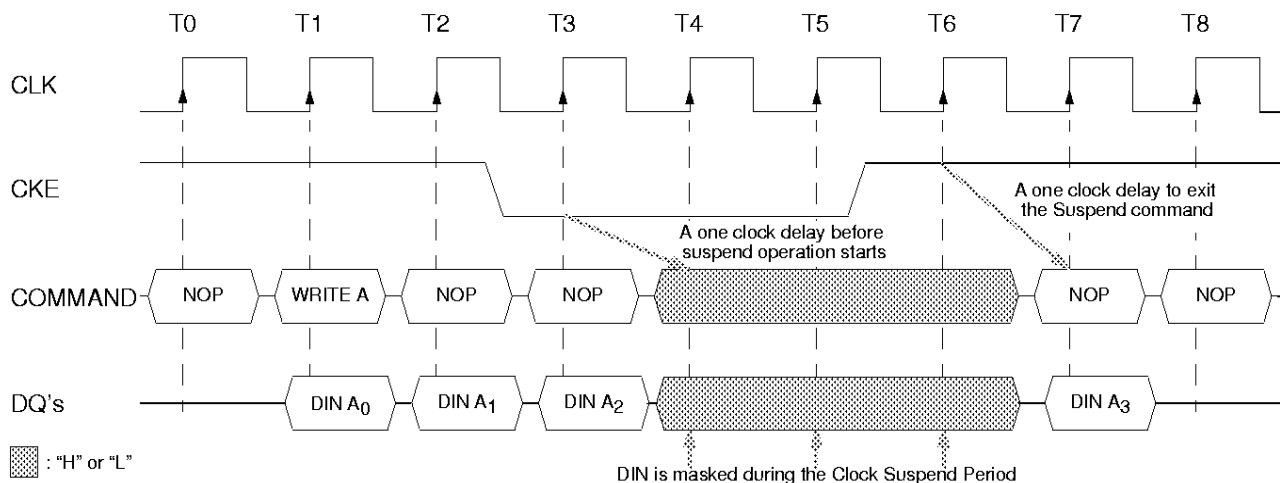 T0 T1 T2 T3 T4 T5 T6 T7 T8
CLK
CKE
A one clock delay to exit
the Suspend command
A one clock delay before
suspend operation starts
COMMAND NOP WRITE A NOP NOP NOP NOP
DQ's DIN A0 DIN A1 DIN A2 DIN A3
: "H" or "L"
DIN is masked during the Clock Suspend Period